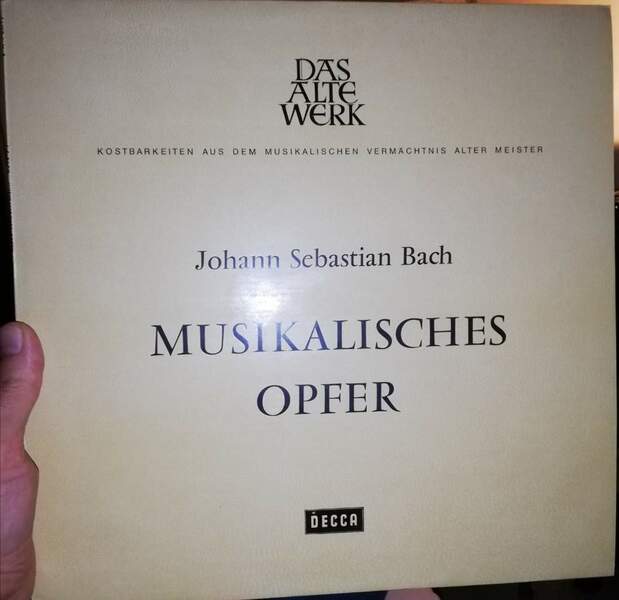 DAS
ALTE
WERK
KOSTBARKEITEN AUS DEM MUSIKALISCHEN VERMÄCHTNIS ALTER MEISTER
Johann Sebastian Bach
MUSIKALISCHES
OPFER
DECCA